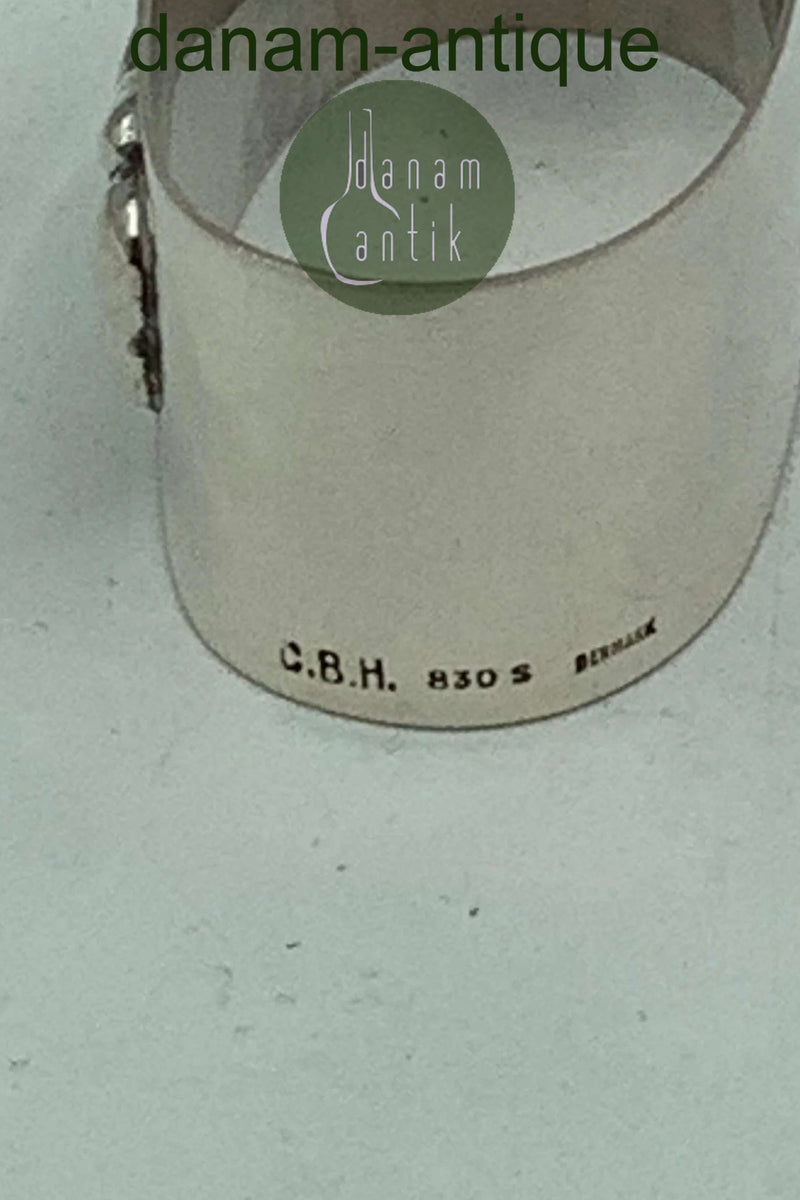 danam-antique
danam
antik
C.B.H. 830 S DENMARK